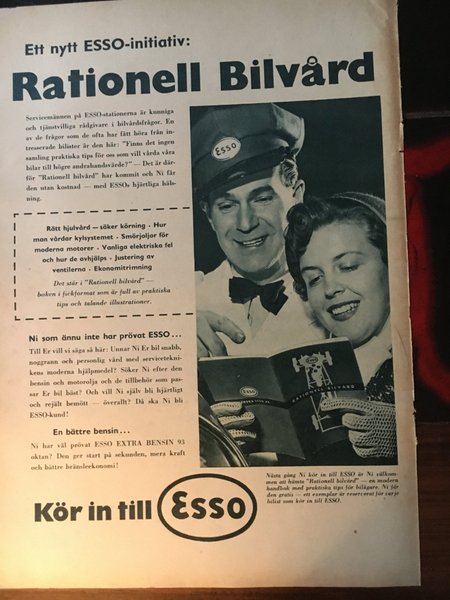 Ett nytt ESSO-initiativ:
Rationell Bilvård
Servicemännen på ESSO-stationerna är kunniga
och tjänstvilliga rådgivare i bilvårdsfrågor. En
av de frågor som de ofta har fått höra från in-
tresserade bilister är den här: "Finns det ingen
samling praktiska tips för oss som vill vårda våra
bilar till högre andrahandsvärde?" — Det är där-
för "Rationell bilvård" har kommit och Ni får
den utan kostnad — med ESSOs hjärtliga häls-
ning.
Rätt hjulvård — säker körning · Hur
man vårdar kylsystemet · Smörjoljor för
moderna motorer · Vanliga elektriska fel
och hur de avhjälps · Justering av
ventilerna · Ekonomitrimning
Det står i "Rationell bilvård" —
boken i fickformat som är full av praktiska
tips och talande illustrationer.
Ni som ännu inte har prövat ESSO...
Till Er vill vi säga så här: Unnar Ni Er bil snabb,
noggrann och personlig vård med servicetekni-
kens moderna hjälpmedel? Söker Ni efter den
bensin och motorolja och de tillbehör som pas-
sar Er bil bäst? Och vill Ni själv bli hjärtligt
och rejält bemött — överallt? Då ska Ni bli
ESSO-kund!
En bättre bensin...
Ni har väl prövat ESSO EXTRA BENSIN 93
oktan? Den ger start på sekunden, mera kraft
och bättre bränsleekonomi!
Kör in till Esso
Esso
Esso
RATIONELL BILVÅRD
Nästa gång Ni kör in till ESSO är Ni välkom-
men att hämta "Rationell bilvård" — en modern
handbok med praktiska tips för bilägare. Ni får
den gratis — ett exemplar är reserverat för varje
bilist som kör in till ESSO.